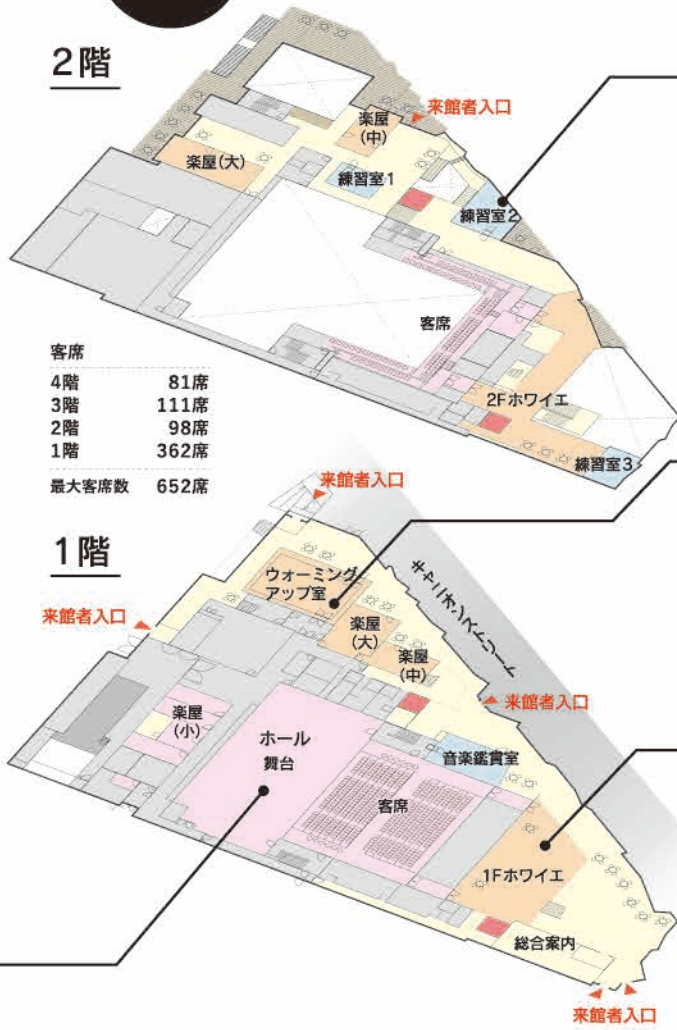 2階
来館者入口
楽屋
(中)
楽屋(大)
練習室1
練習室2
客席
2Fホワイエ
練習室3
客席
4階 81席
3階 111席
2階 98席
1階 362席
最大客席数 652席
1階
来館者入口
キャニオンストリート
ウォーミング
アップ室
来館者入口
楽屋
(大)
楽屋
(中)
来館者入口
楽屋
(小)
ホール
舞台
音楽鑑賞室
客席
1Fホワイエ
総合案内
来館者入口